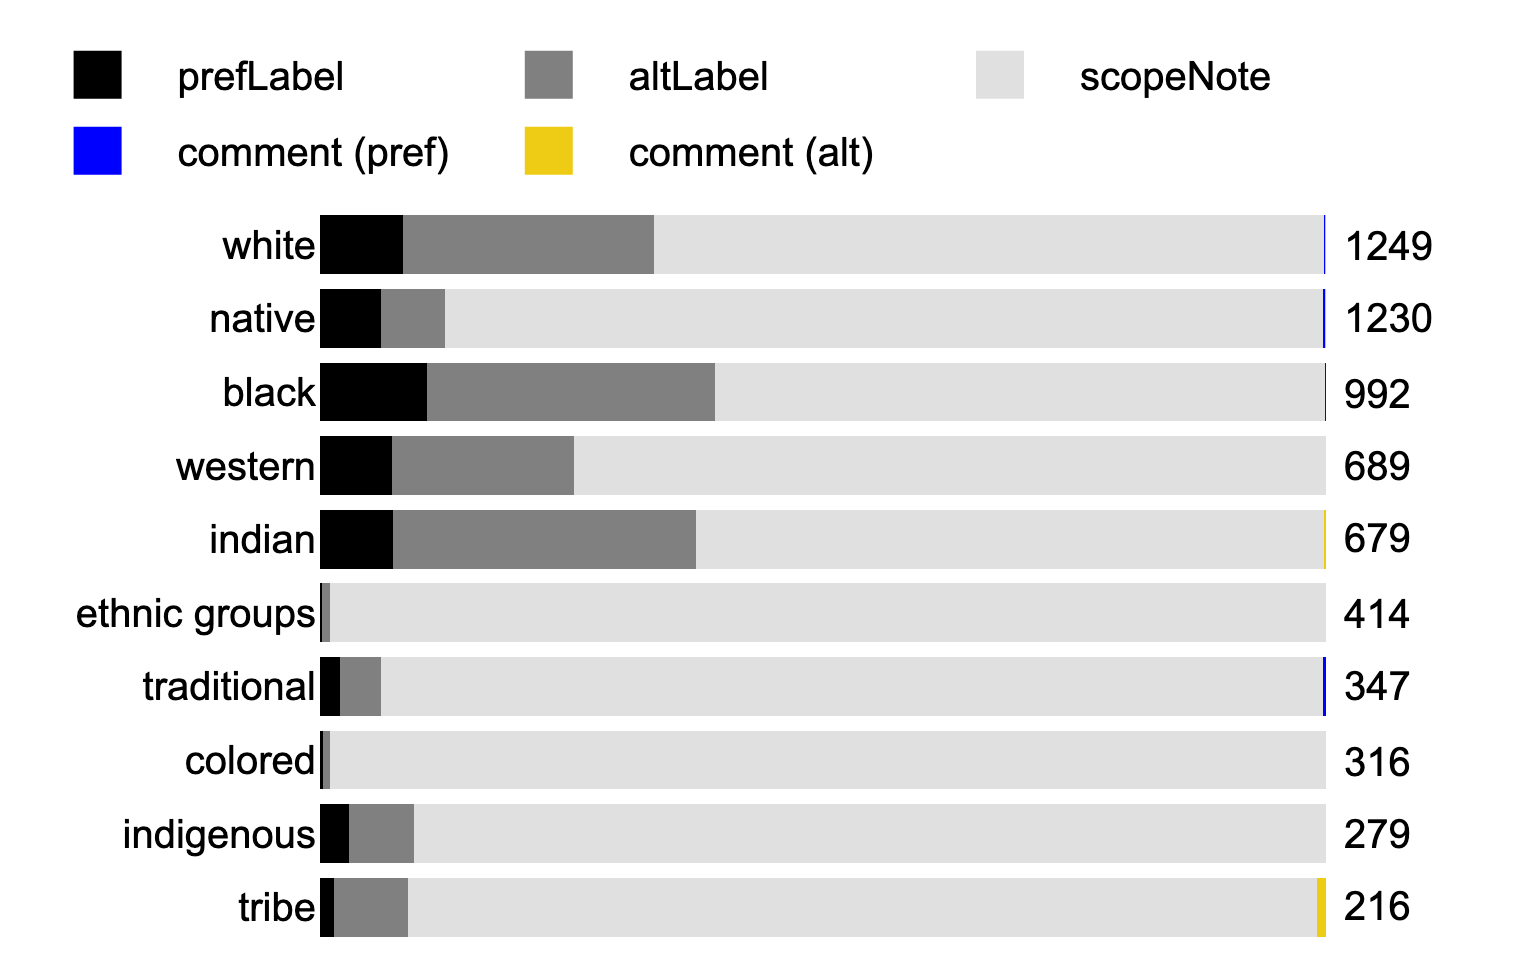 prefLabel altLabel scopeNote
comment (pref) comment (alt)
white 1249
native 1230
black 992
western 689
indian 679
ethnic groups 414
traditional 347
colored 316
indigenous 279
tribe 216